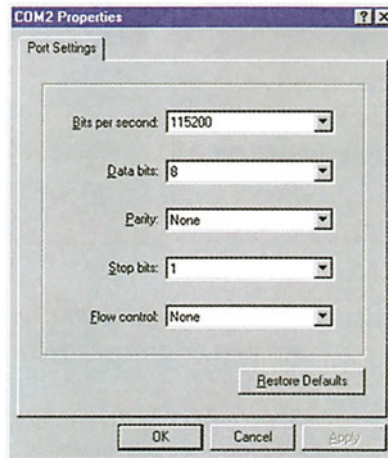 COM2 Properties
Port Settings
Bits per second: 115200
Data bits: 8
Parity: None
Stop bits: 1
Flow control: None
Restore Defaults
OK Cancel Apply